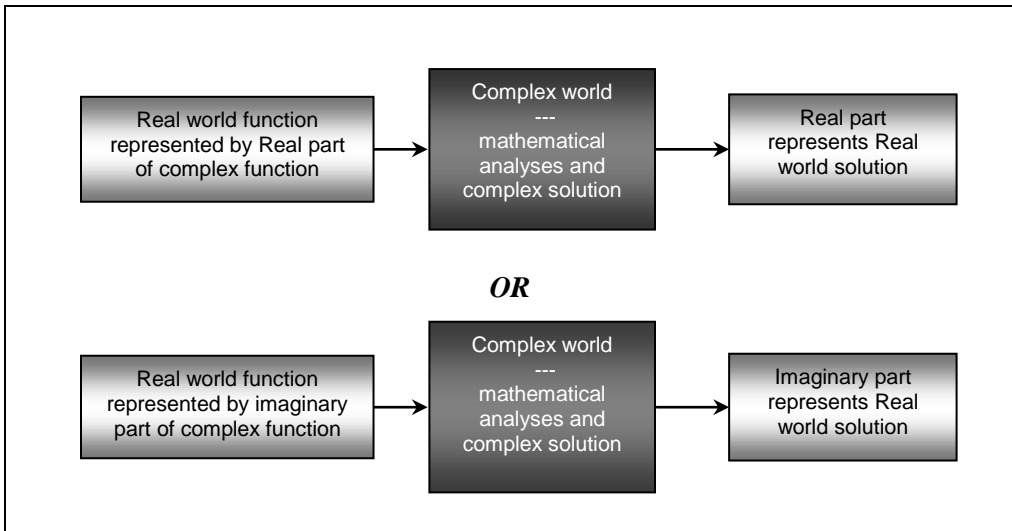 Real world function
represented by Real part
of complex function
Complex world
---
mathematical
analyses and
complex solution
Real part
represents Real
world solution
OR
Real world function
represented by imaginary
part of complex function
Complex world
---
mathematical
analyses and
complex solution
Imaginary part
represents Real
world solution